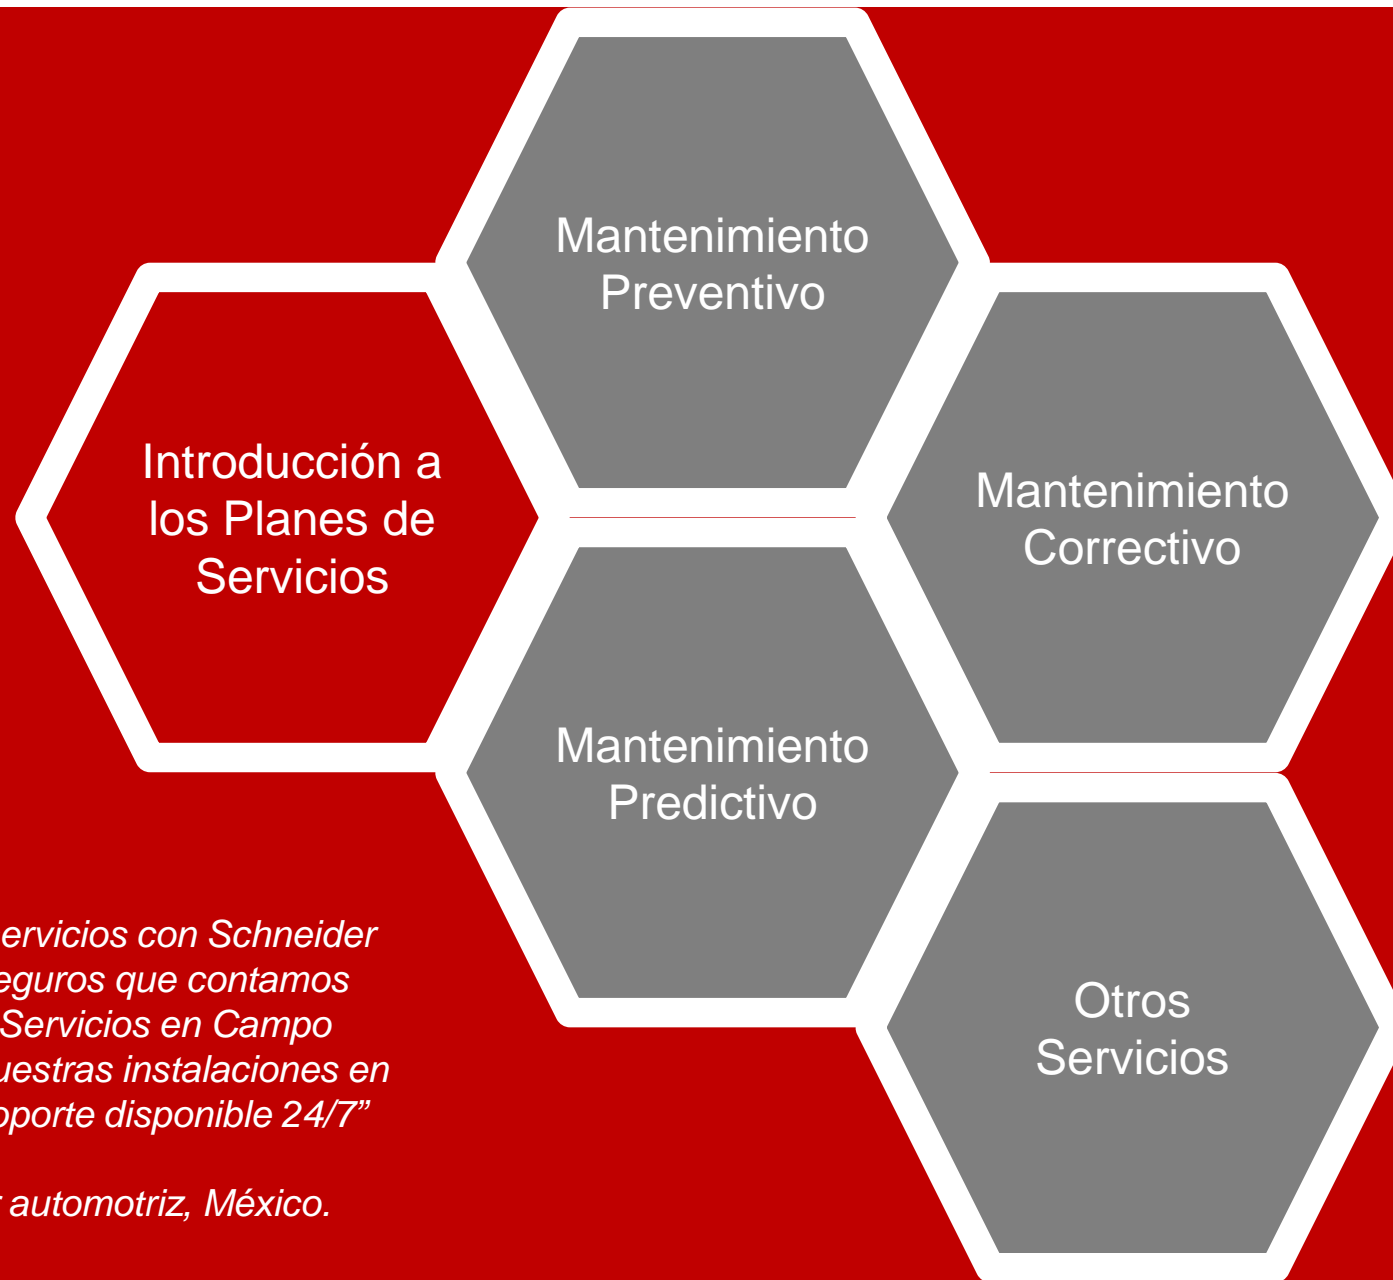 Mantenimiento
Preventivo
Introducción a
los Planes de
Servicios
Mantenimiento
Correctivo
Mantenimiento
Predictivo
Otros
Servicios
ervicios con Schneider
eguros que contamos
Servicios en Campo
uestras instalaciones en
oporte disponible 24/7”
automotriz, México.